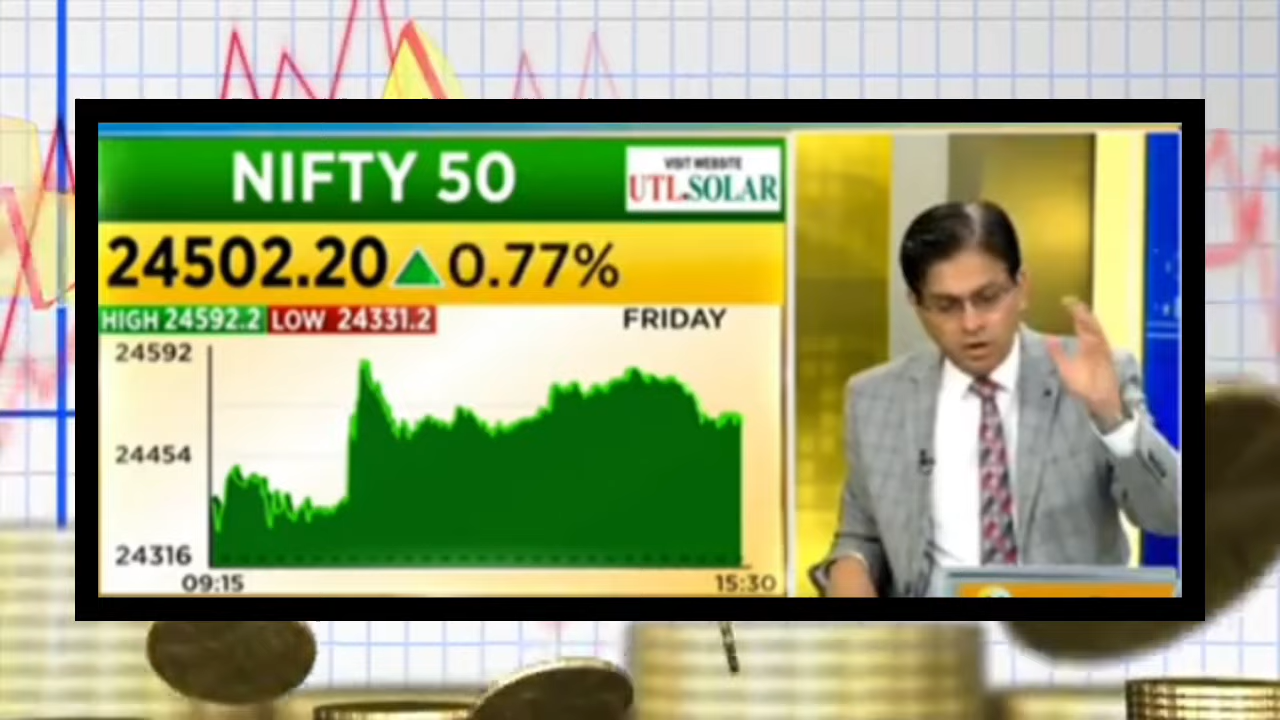 NIFTY 50
VISIT WEBSITE
UTL SOLAR
24502.20 0.77%
HIGH 24592.2 LOW 24331.2
FRIDAY
24592
24454
24316
09:15 15:30